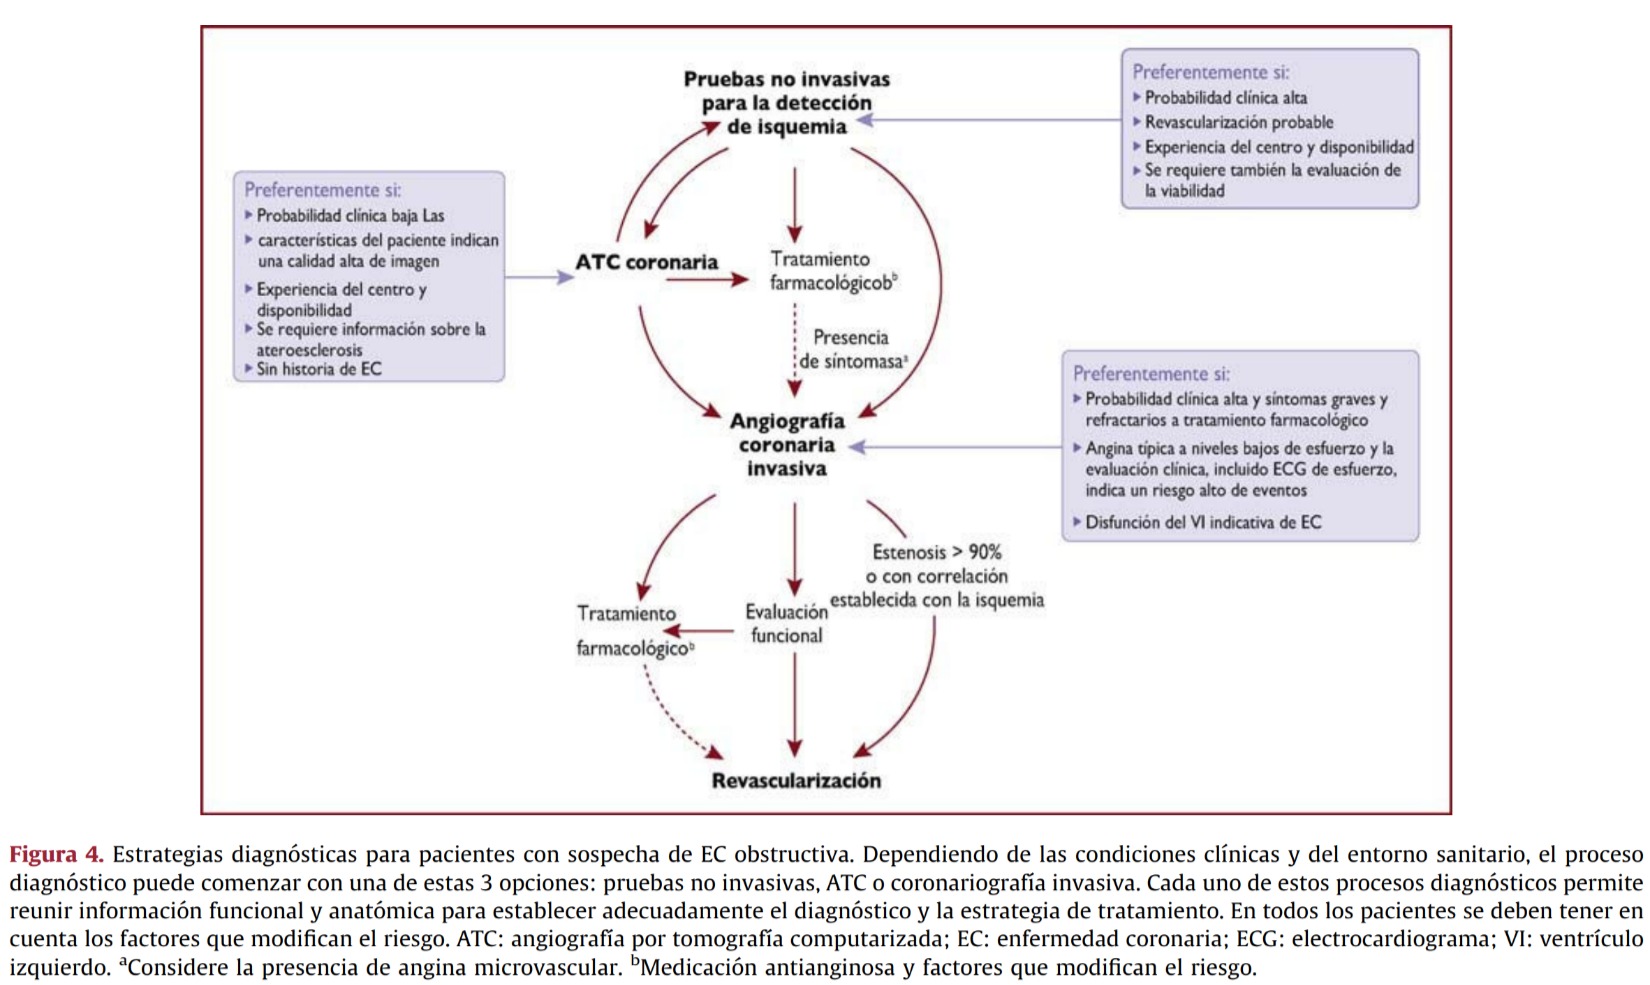 Pruebas no invasivas
para la detección
de isquemia
Preferentemente si:
Probabilidad clínica alta
Revascularización probable
Experiencia del centro y disponibilidad
Se requiere también la evaluación de
la viabilidad
Preferentemente si:
Probabilidad clínica baja Las
características del paciente indican
una calidad alta de imagen
Experiencia del centro y
disponibilidad
Se requiere información sobre la
ateroesclerosis
Sin historia de EC
ATC coronaria
Tratamiento
farmacológicobᵇ
Presencia
de síntomasᵃ
Angiografía
coronaria
invasiva
Preferentemente si:
Probabilidad clínica alta y síntomas graves y
refractarios a tratamiento farmacológico
Angina típica a niveles bajos de esfuerzo y la
evaluación clínica, incluido ECG de esfuerzo,
indica un riesgo alto de eventos
Disfunción del VI indicativa de EC
Estenosis > 90%
o con correlación
establecida con la isquemia
Tratamiento
farmacológicoᵇ
Evaluación
funcional
Revascularización
Figura 4. Estrategias diagnósticas para pacientes con sospecha de EC obstructiva. Dependiendo de las condiciones clínicas y del entorno sanitario, el proceso
diagnóstico puede comenzar con una de estas 3 opciones: pruebas no invasivas, ATC o coronariografía invasiva. Cada uno de estos procesos diagnósticos permite
reunir información funcional y anatómica para establecer adecuadamente el diagnóstico y la estrategia de tratamiento. En todos los pacientes se deben tener en
cuenta los factores que modifican el riesgo. ATC: angiografía por tomografía computarizada; EC: enfermedad coronaria; ECG: electrocardiograma; VI: ventrículo
izquierdo. ᵃConsidere la presencia de angina microvascular. ᵇMedicación antianginosa y factores que modifican el riesgo.